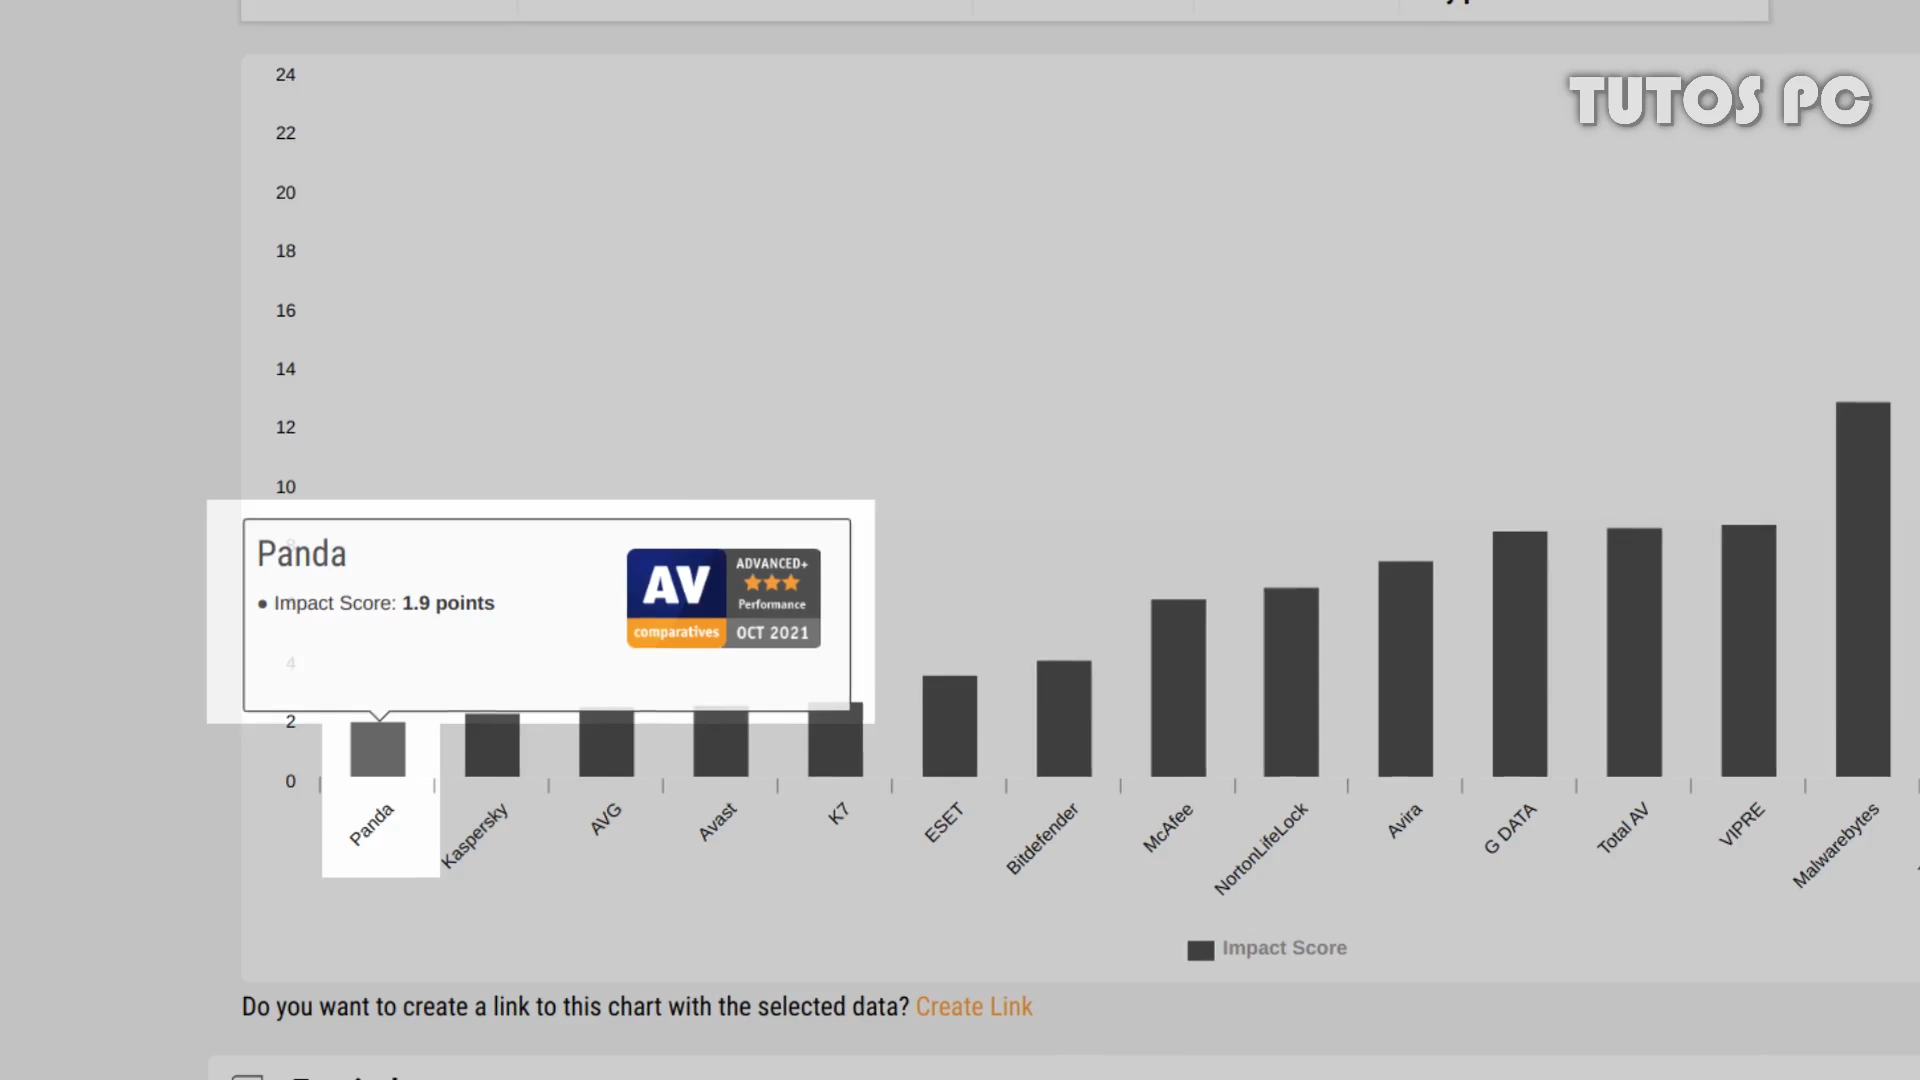 TUTOS PC
24
22
20
18
16
14
12
10
8
Panda
• Impact Score: 1.9 points
AV
comparatives
ADVANCED+
Performance
OCT 2021
4
2
0
Panda
Kaspersky
AVG
Avast
K7
ESET
Bitdefender
McAfee
NortonLifeLock
Avira
G DATA
Total AV
VIPRE
Malwarebytes
Impact Score
Do you want to create a link to this chart with the selected data? Create Link